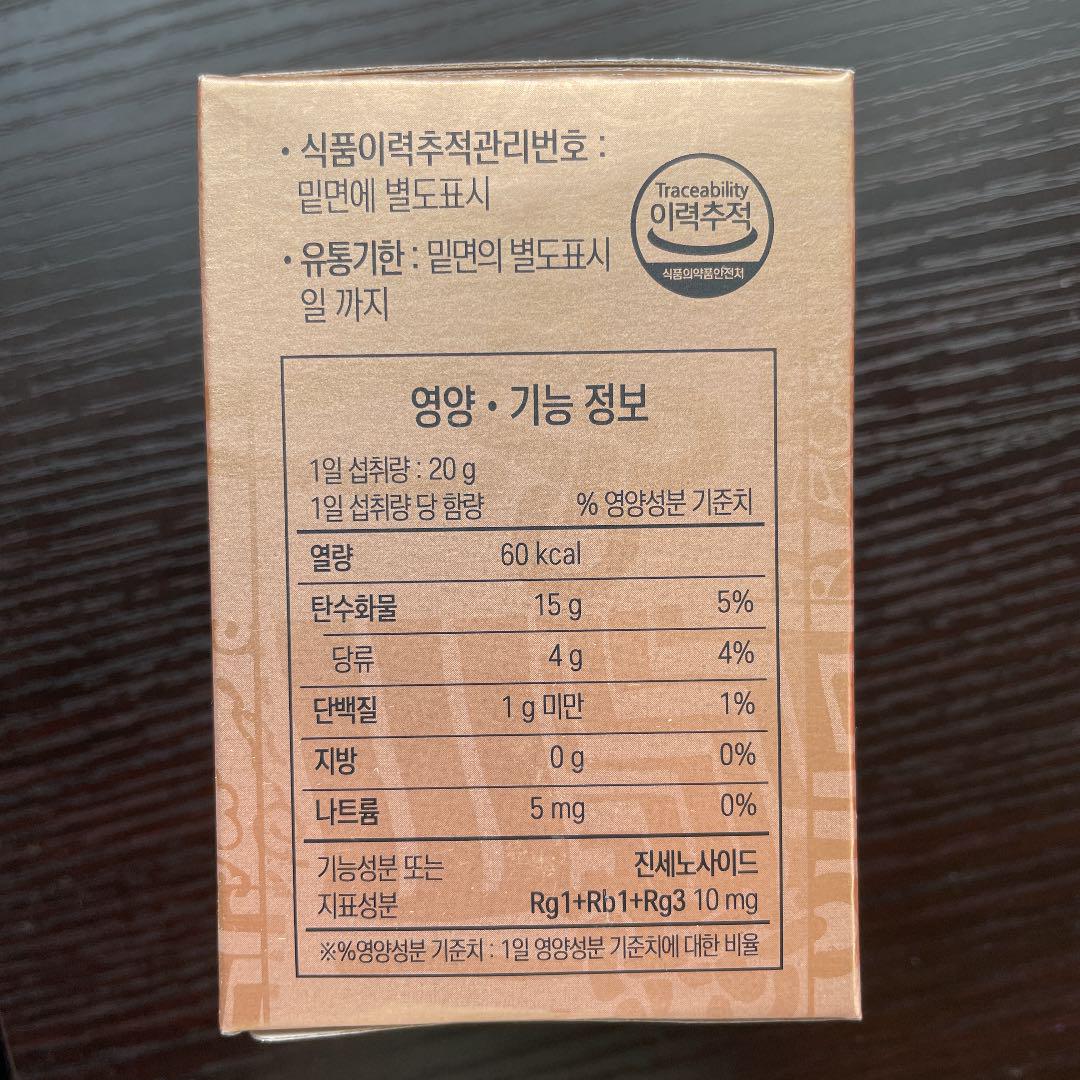 • 식품이력추적관리번호 :
밑면에 별도표시
• 유통기한 : 밑면의 별도표시
일 까지
Traceability
이력추적
식품의약품안전처
영양 • 기능 정보
1일 섭취량 : 20 g
1일 섭취량 당 함량 % 영양성분 기준치
열량 60 kcal
탄수화물 15 g 5%
당류 4 g 4%
단백질 1 g 미만 1%
지방 0 g 0%
나트륨 5 mg 0%
기능성분 또는 진세노사이드
지표성분 Rg1+Rb1+Rg3 10 mg
※%영양성분 기준치 : 1일 영양성분 기준치에 대한 비율